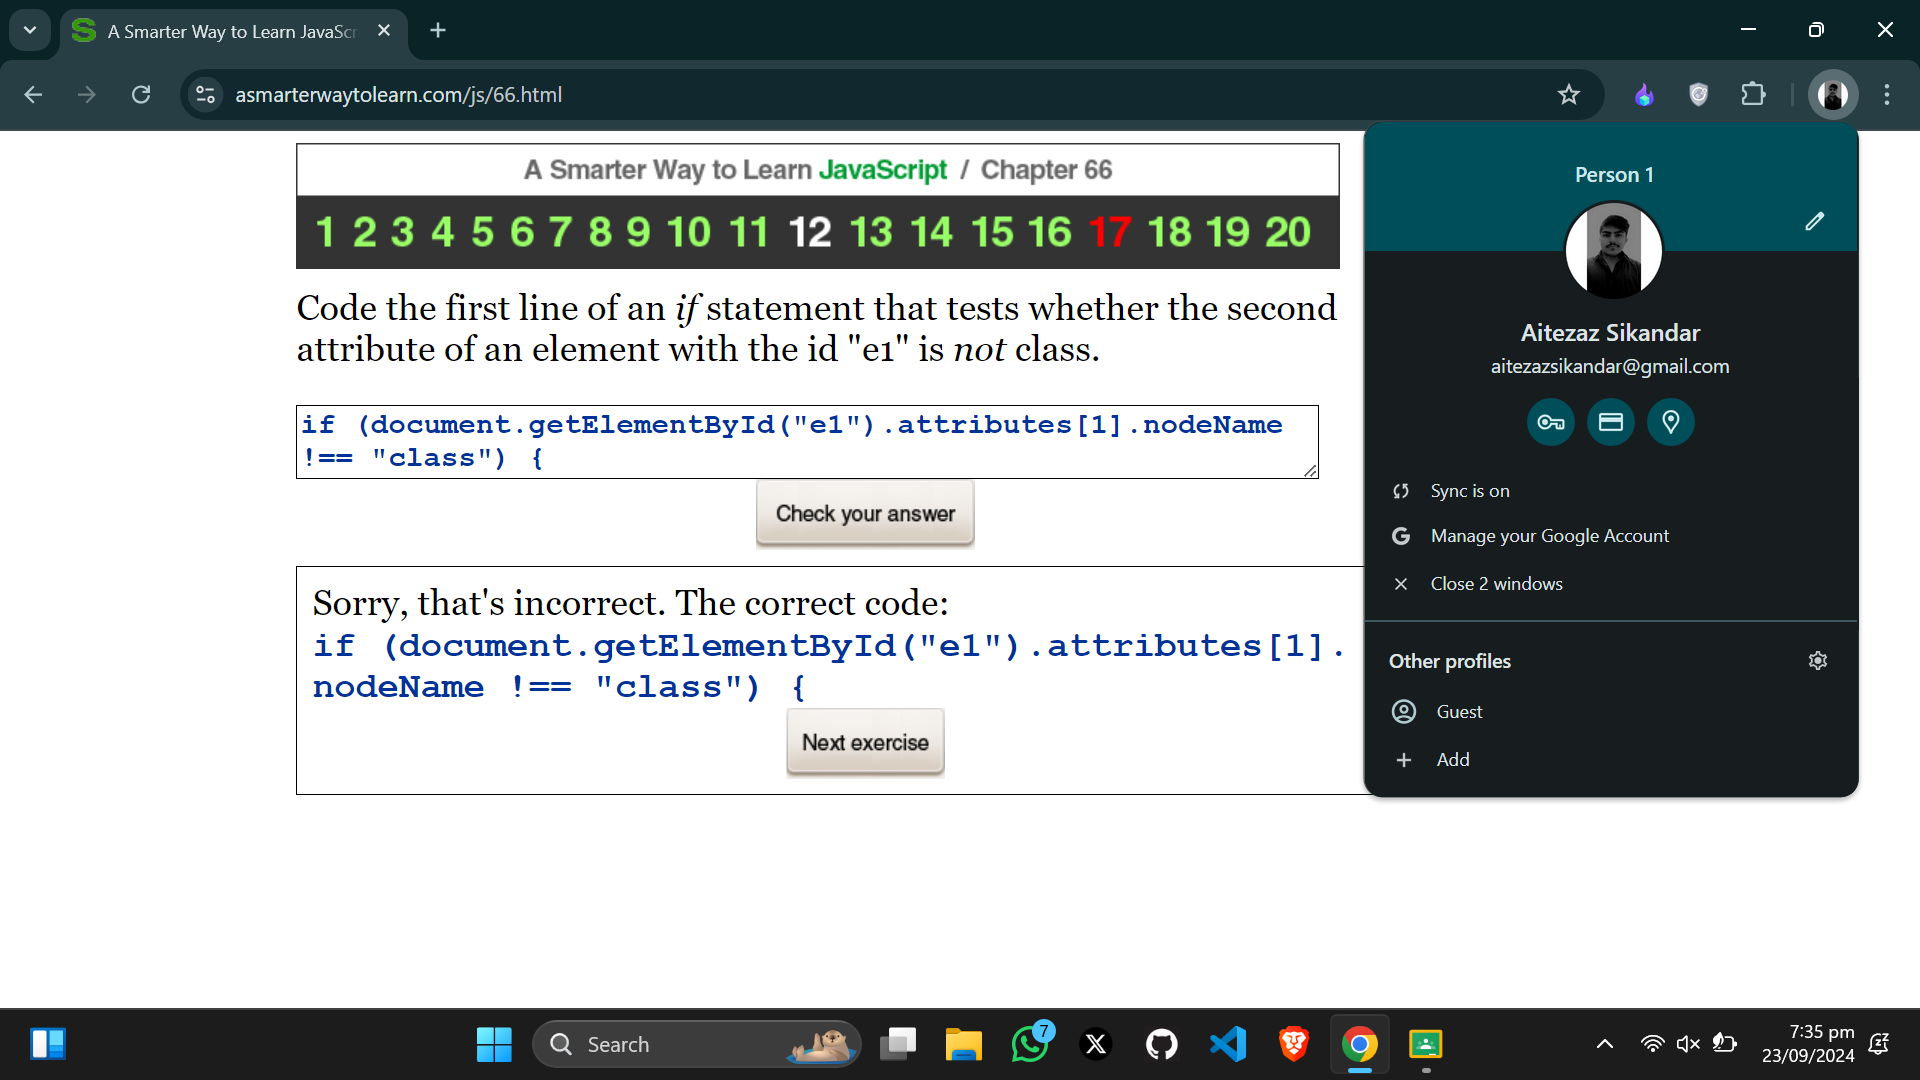 A Smarter Way to Learn JavaScr
asmarterwaytolearn.com/js/66.html
A Smarter Way to Learn JavaScript / Chapter 66
1 2 3 4 5 6 7 8 9 10 11 12 13 14 15 16 17 18 19 20
Code the first line of an if statement that tests whether the second
attribute of an element with the id "e1" is not class.
if (document.getElementById("e1").attributes[1].nodeName
!== "class") {
Check your answer
Sorry, that's incorrect. The correct code:
if (document.getElementById("e1").attributes[1].
nodeName !== "class") {
Next exercise
Person 1
Aitezaz Sikandar
aitezazsikandar@gmail.com
Sync is on
Manage your Google Account
Close 2 windows
Other profiles
Guest
Add
Search
7
7:35 pm
23/09/2024